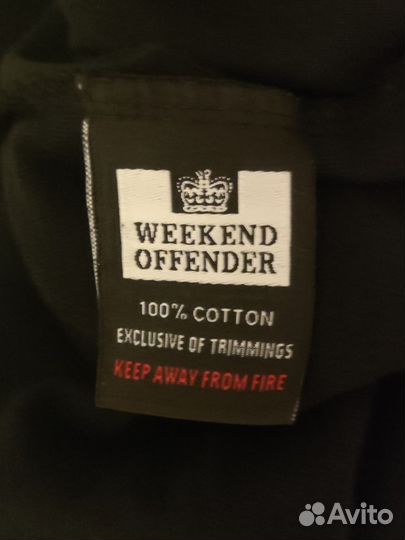 WEEKEND
OFFENDER
100% COTTON
EXCLUSIVE OF TRIMMINGS
KEEP AWAY FROM FIRE
Avito